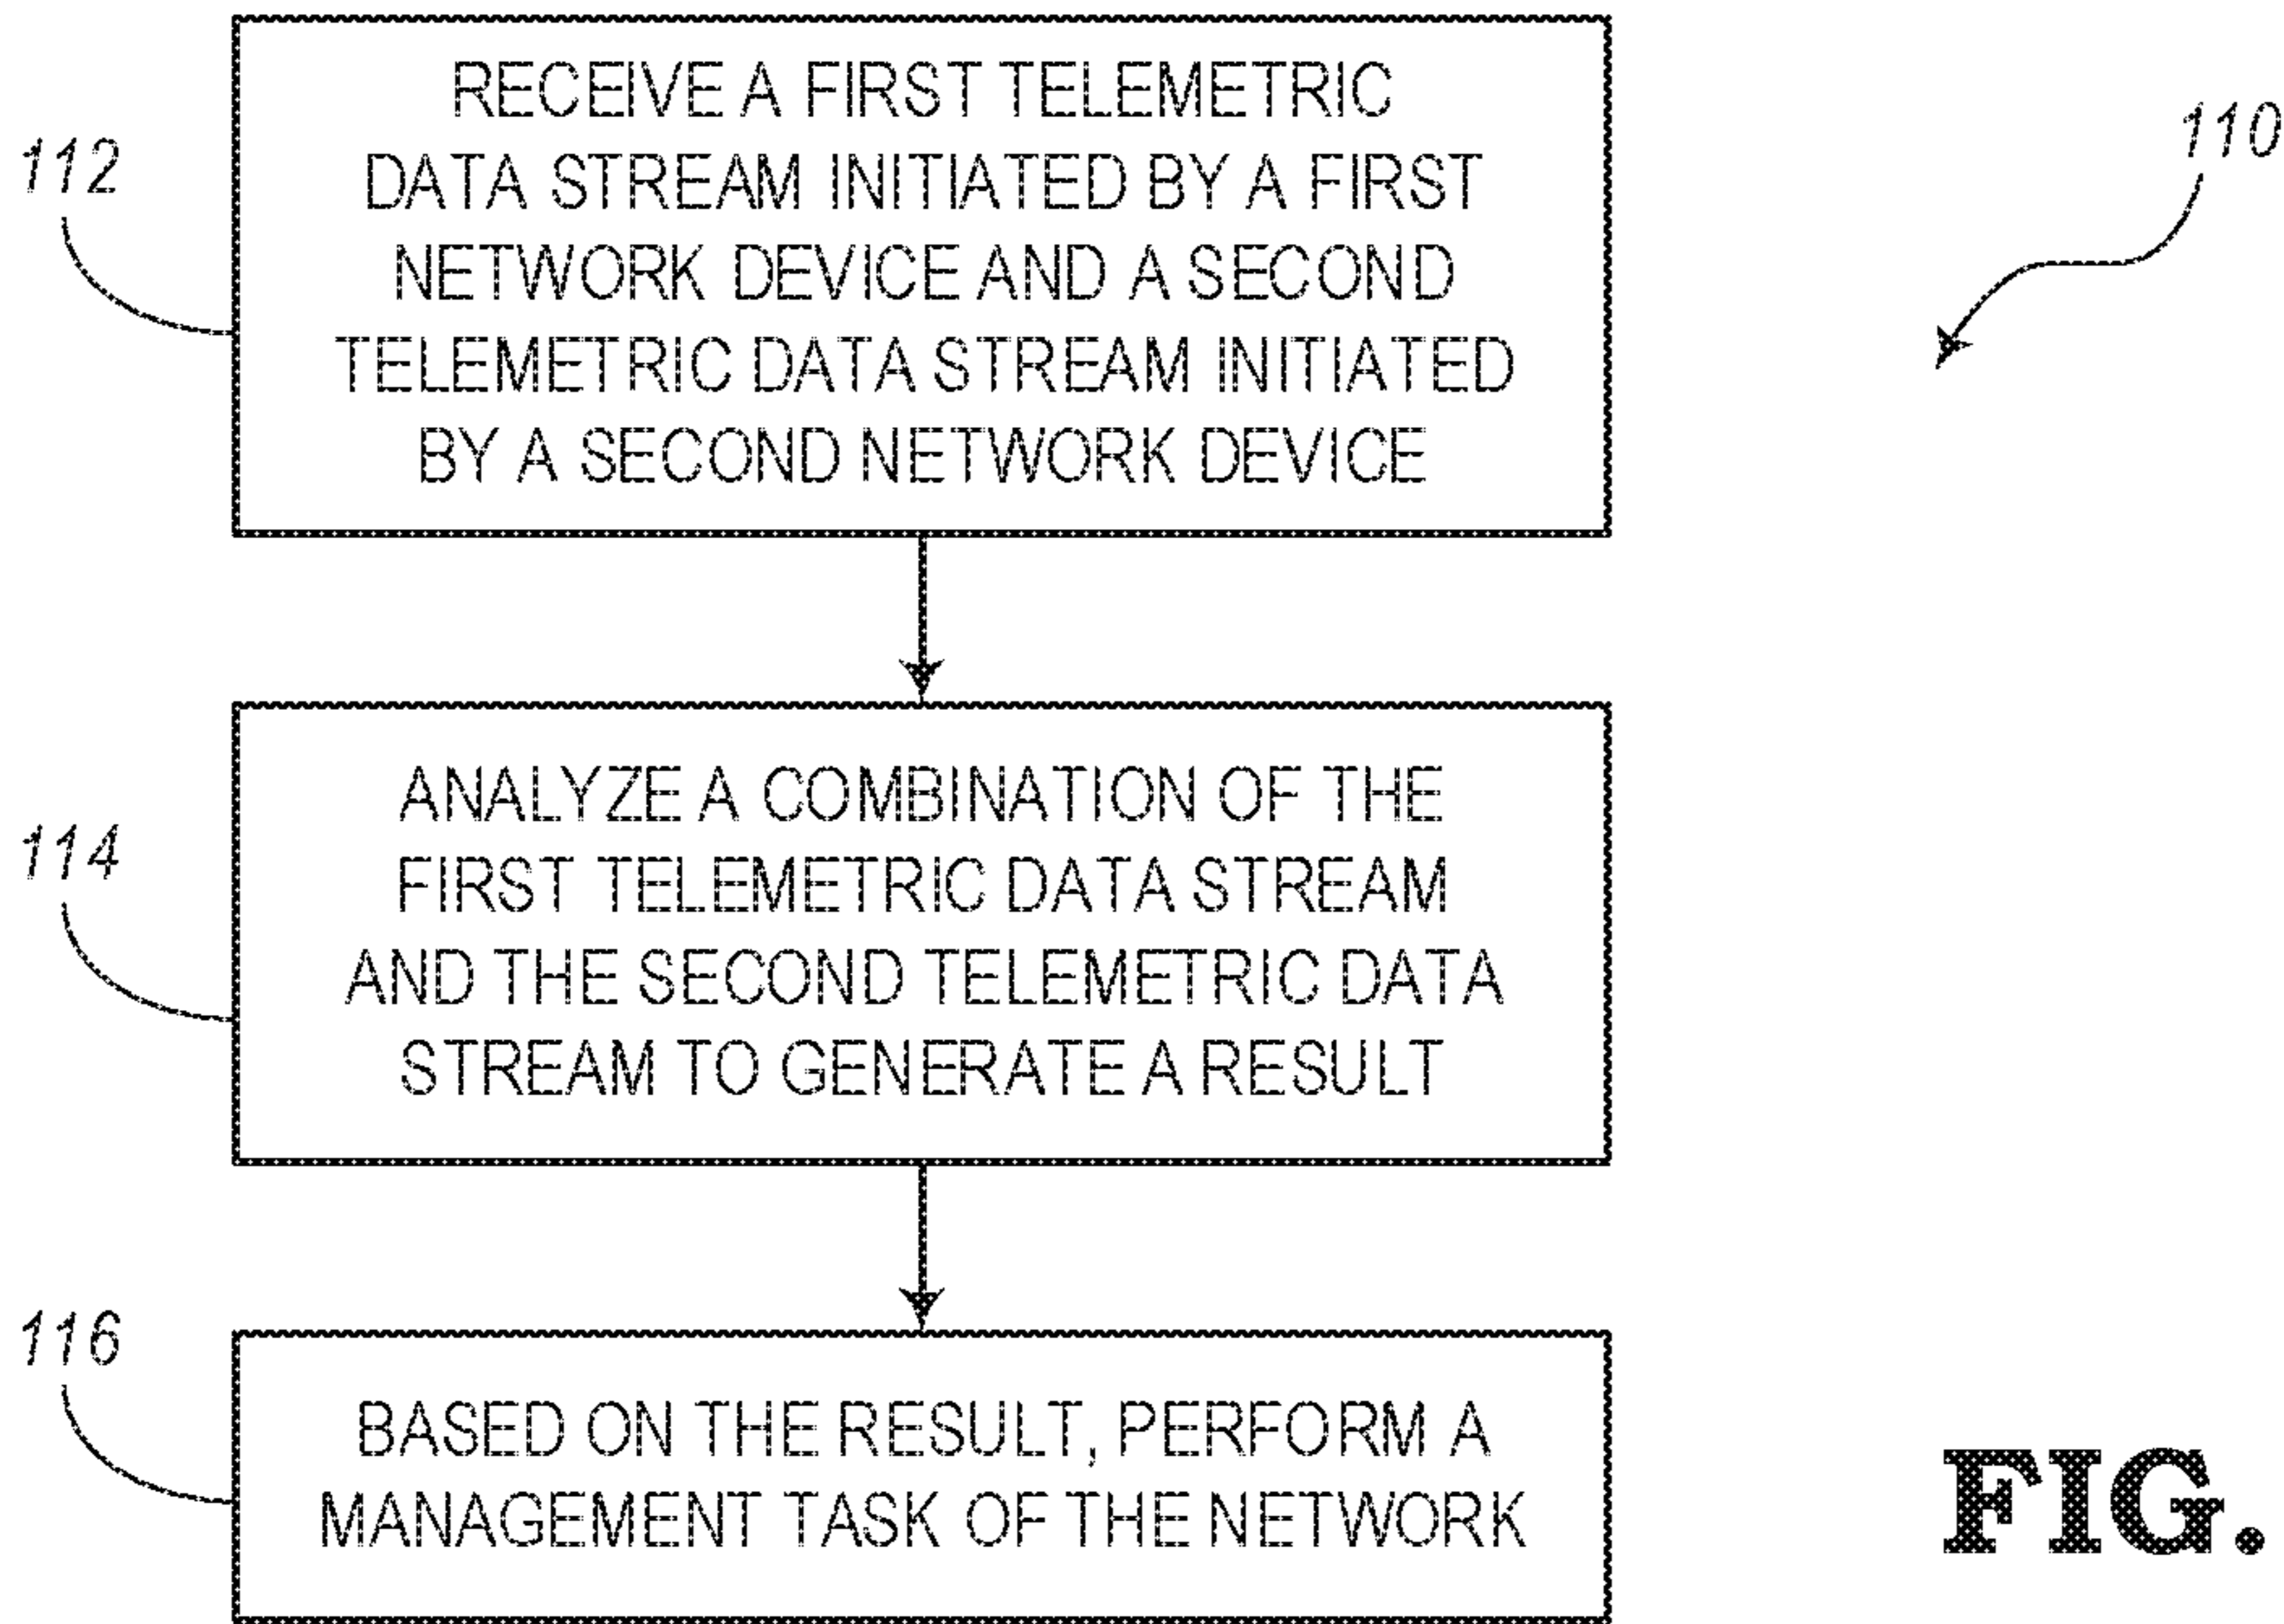 RECEIVE A FIRST TELEMETRIC
DATA STREAM INITIATED BY A FIRST
NETWORK DEVICE AND A SECOND
TELEMETRIC DATA STREAM INITIATED
BY A SECOND NETWORK DEVICE
112
110
ANALYZE A COMBINATION OF THE
FIRST TELEMETRIC DATA STREAM
AND THE SECOND TELEMETRIC DATA
STREAM TO GENERATE A RESULT
114
BASED ON THE RESULT, PERFORM A
MANAGEMENT TASK OF THE NETWORK
116
FIG.